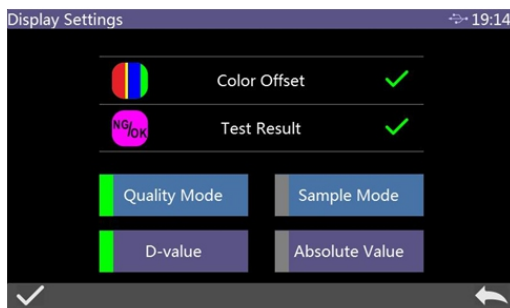 Display Settings 19:14
Color Offset
NG/OK
Test Result
Quality Mode Sample Mode
D-value Absolute Value